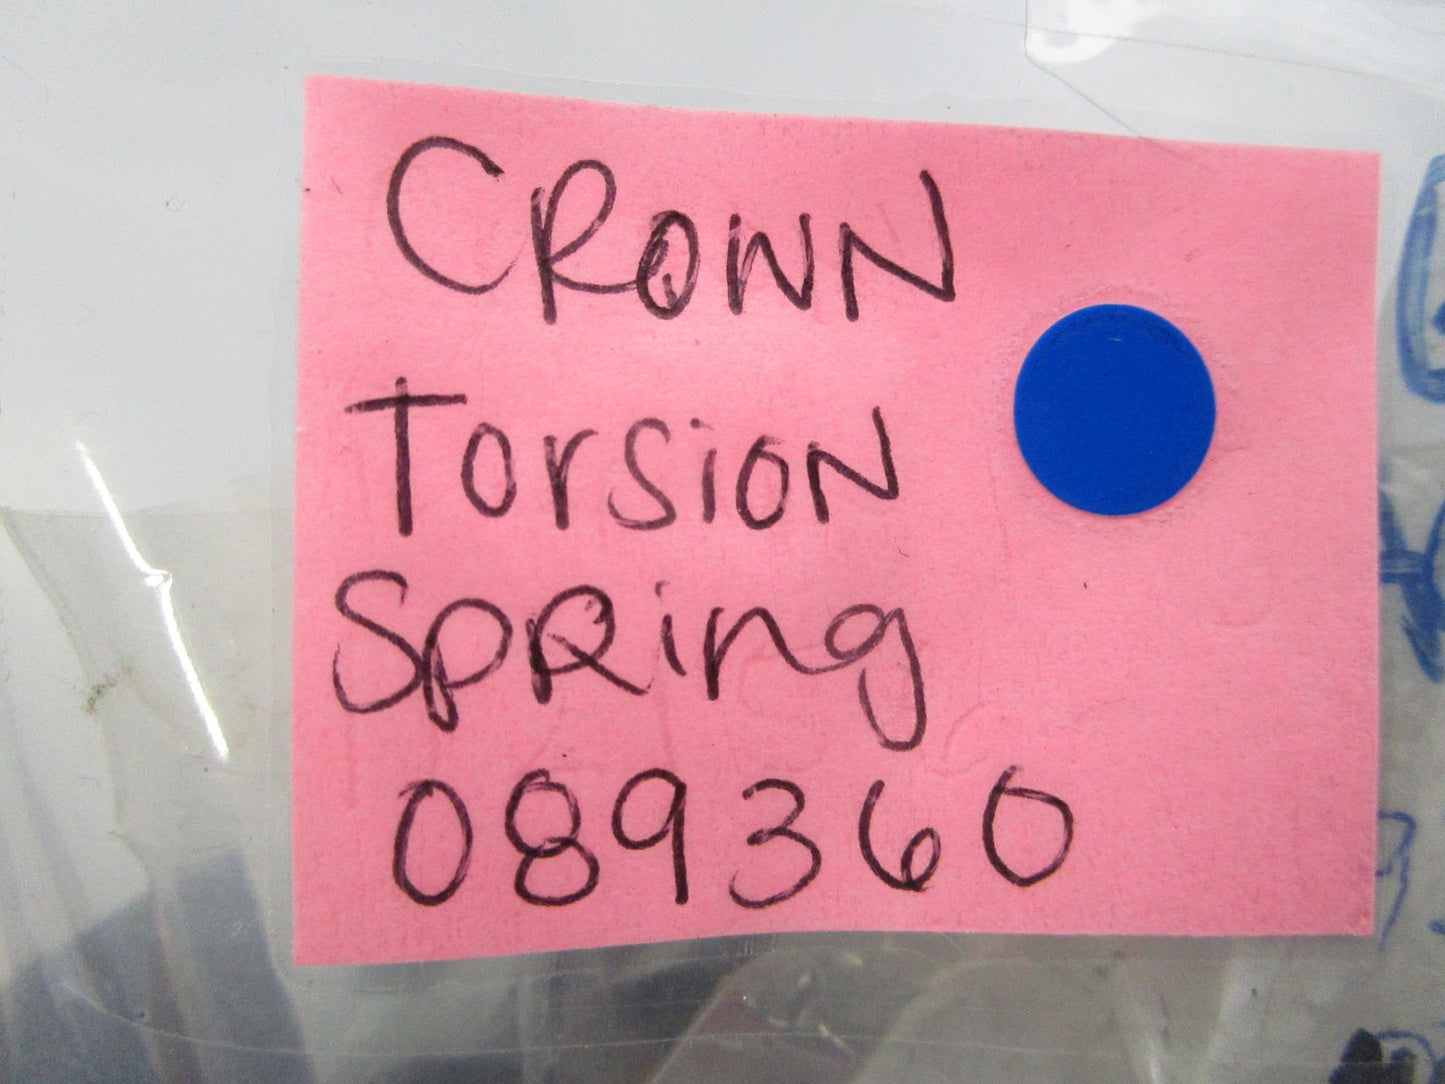 CROWN
TorsioN
SpRing
089360